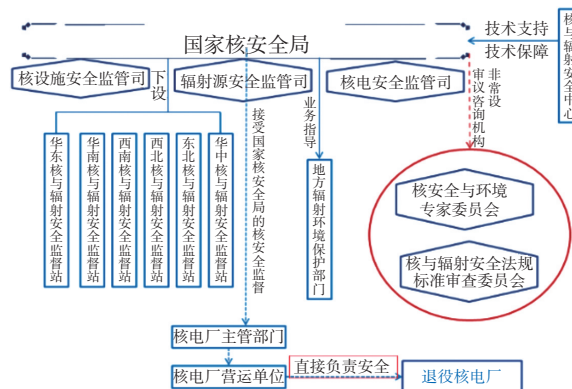 技术支持
国家核安全局
技术保障
核与辐射安全中心
核设施安全监管司
下设
辐射源安全监管司
核电安全监管司
非常设
审议咨询机构
业务指导
接受国家核安全局的核安全监督
华东核与辐射安全监督站
华南核与辐射安全监督站
西南核与辐射安全监督站
西北核与辐射安全监督站
东北核与辐射安全监督站
华中核与辐射安全监督站
地方辐射环境保护部门
核安全与环境
专家委员会
核与辐射安全法规
标准审查委员会
核电厂主管部门
核电厂营运单位
直接负责安全
退役核电厂